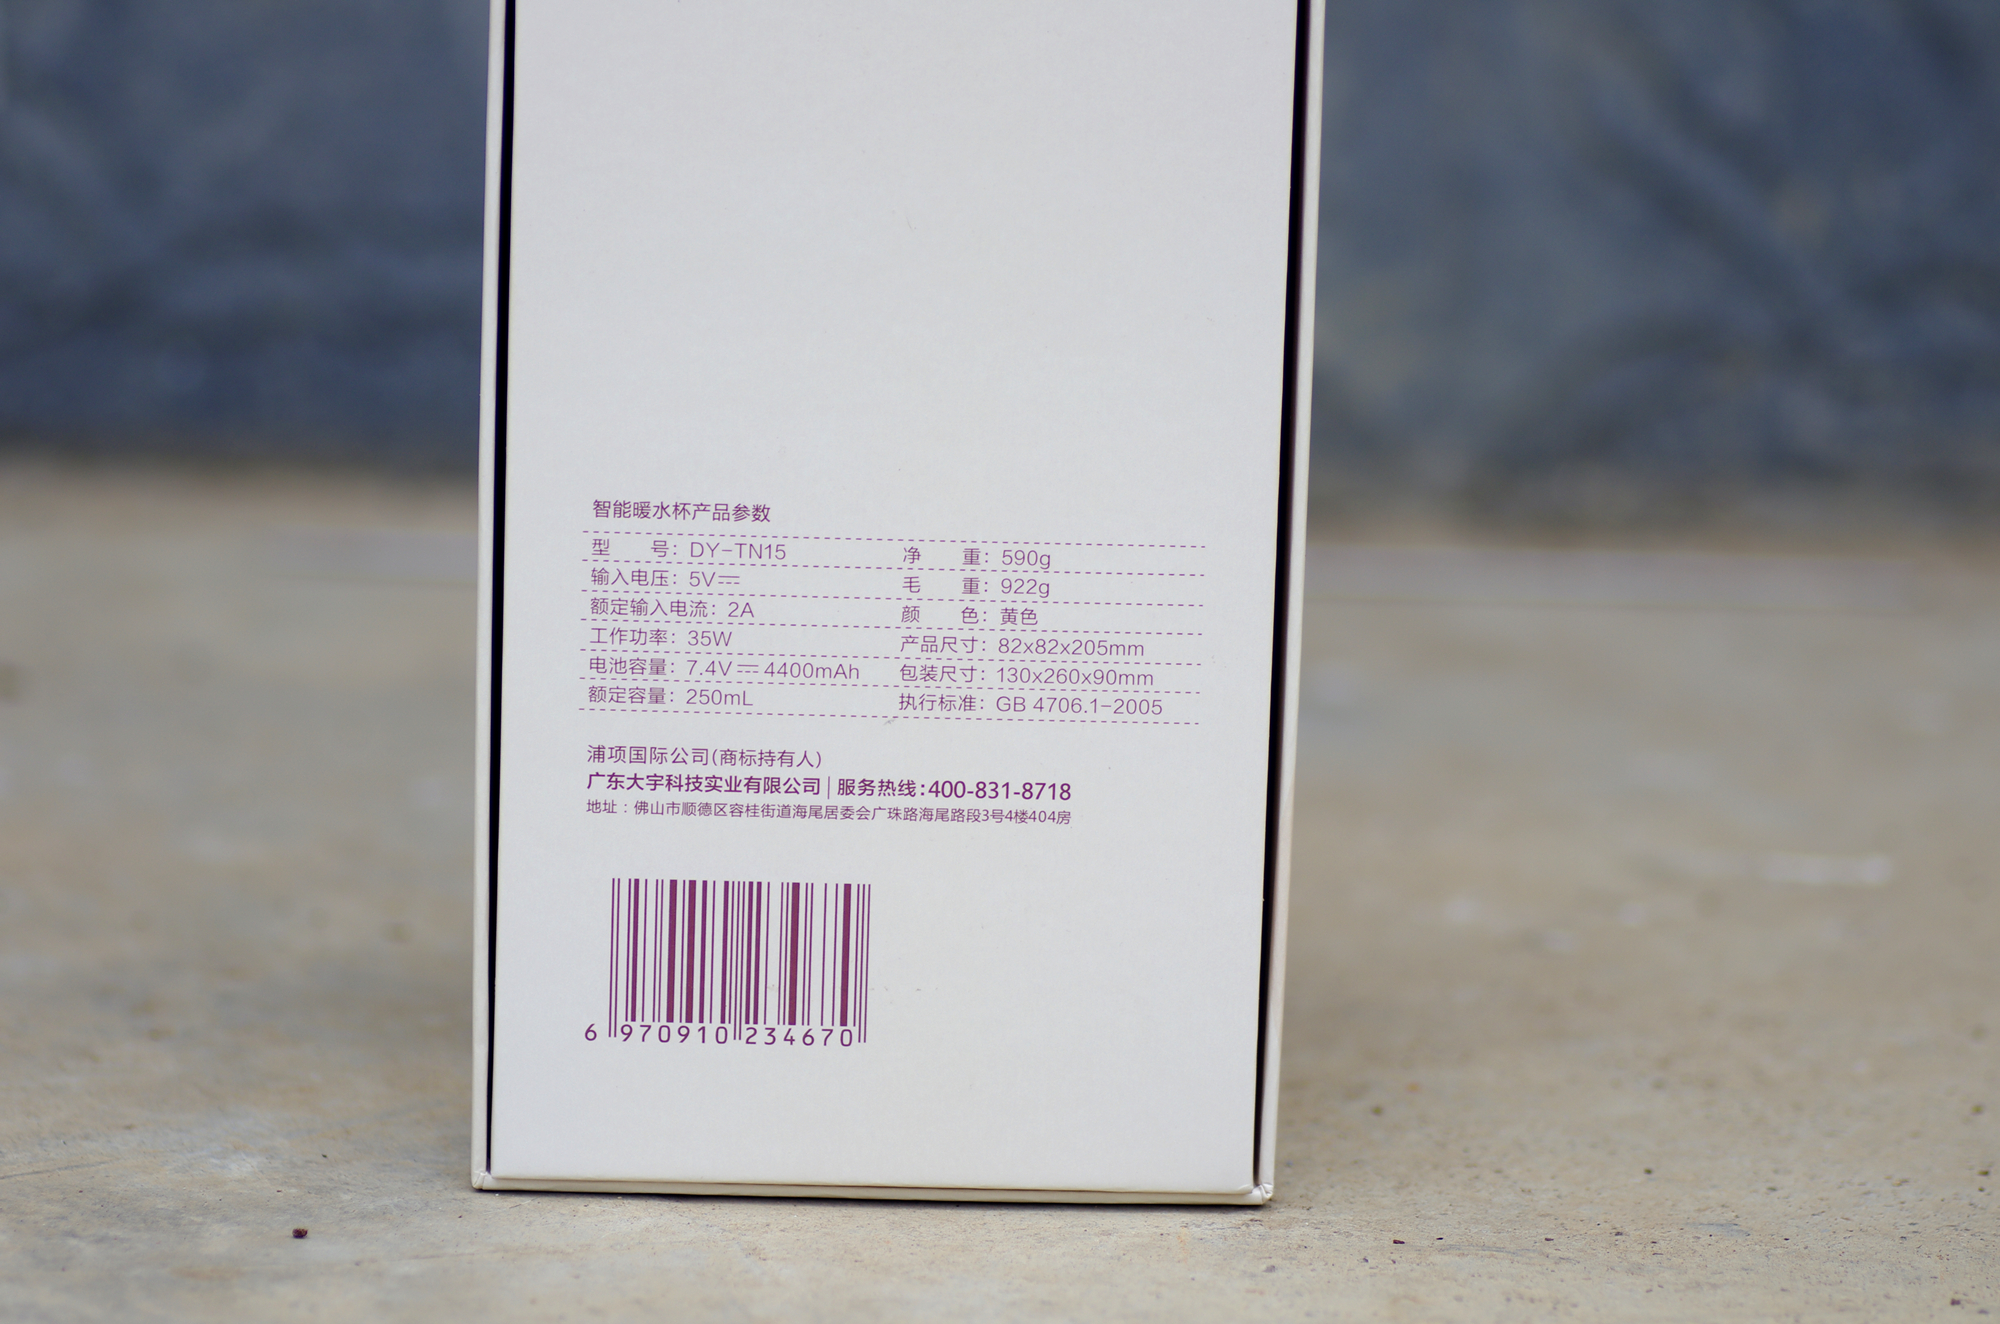 智能暖水杯产品参数
型 号：DY-TN15 净 重：590g
输入电压：5V⎓ 毛 重：922g
额定输入电流：2A 颜 色：黄色
工作功率：35W 产品尺寸：82x82x205mm
电池容量：7.4V⎓4400mAh 包装尺寸：130x260x90mm
额定容量：250mL 执行标准：GB 4706.1-2005
浦项国际公司(商标持有人)
广东大宇科技实业有限公司|服务热线:400-831-8718
地址：佛山市顺德区容桂街道海尾居委会广珠路海尾路段3号4楼404房
6 970910 234670